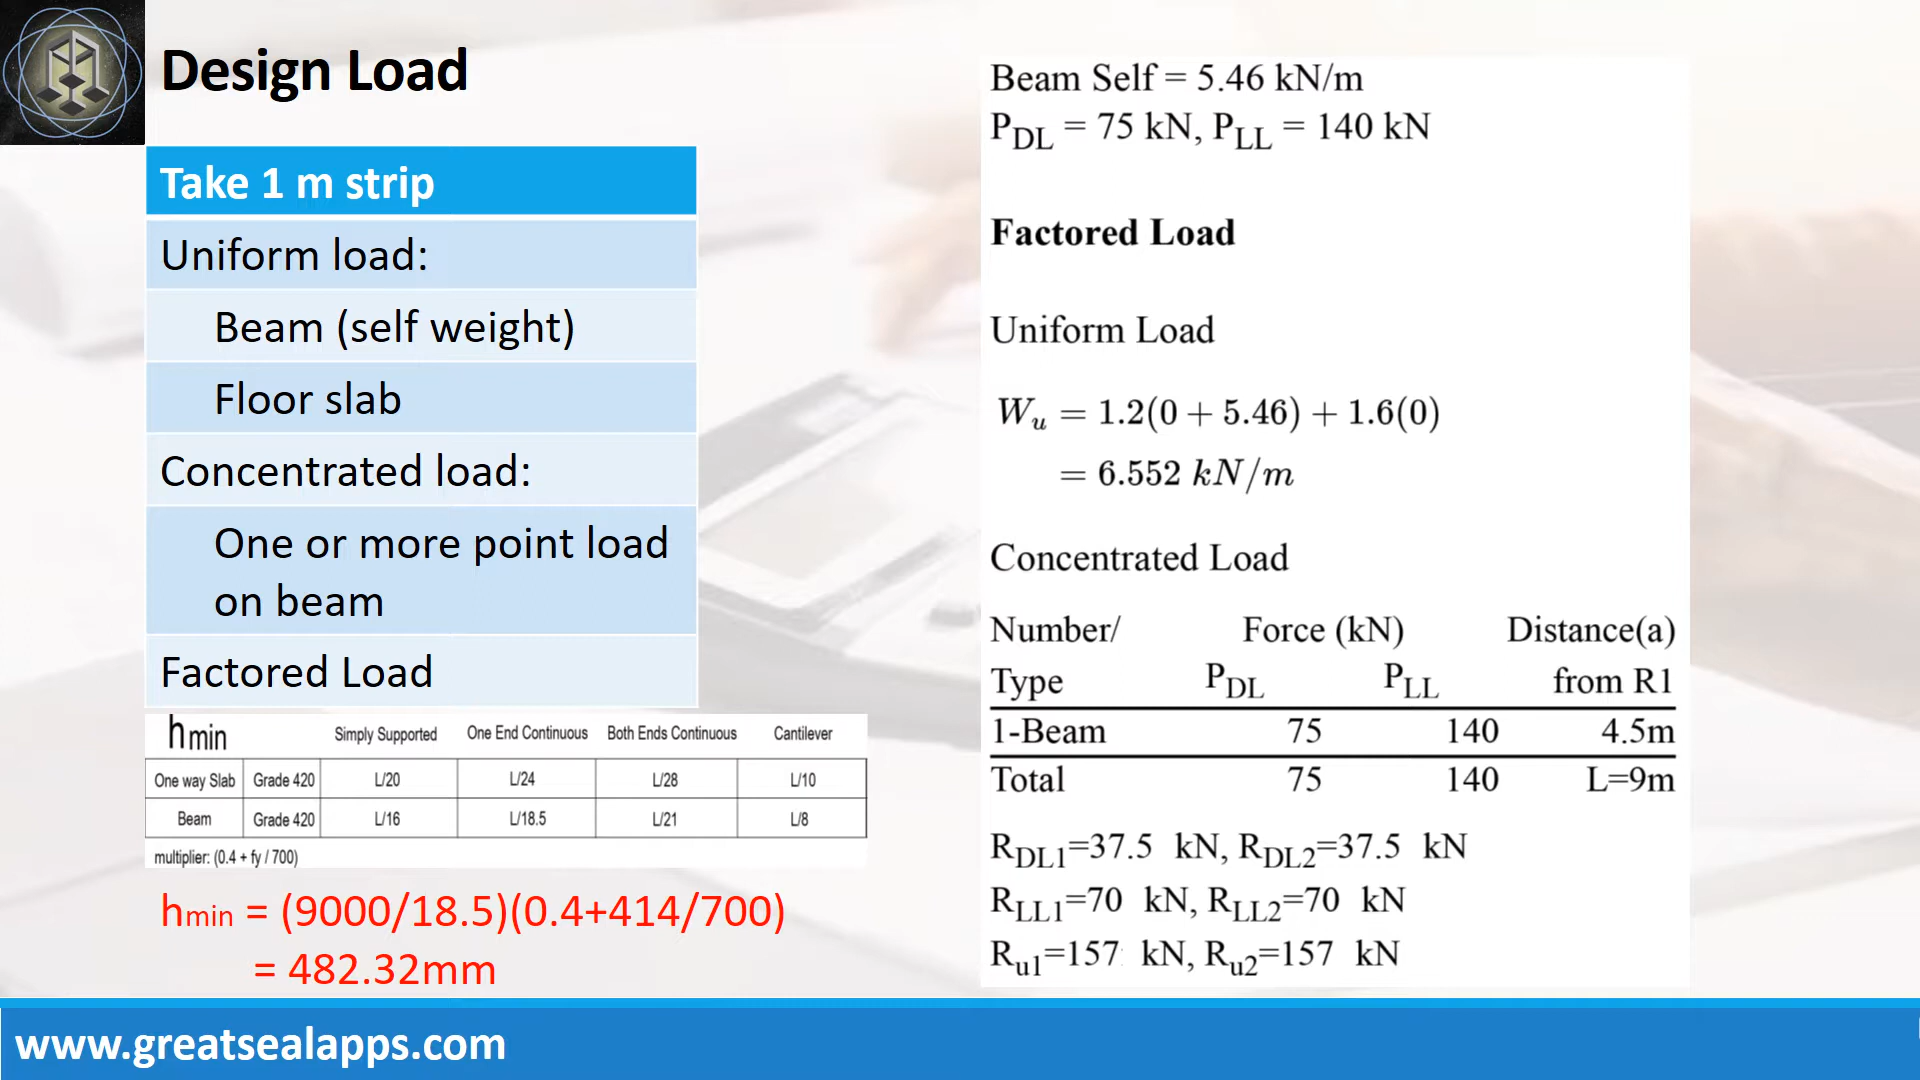 Design Load
Take 1 m strip
Uniform load:
Beam (self weight)
Floor slab
Concentrated load:
One or more point load
on beam
Factored Load
hmin Simply Supported One End Continuous Both Ends Continuous Cantilever
One way Slab Grade 420 L/20 L/24 L/28 L/10
Beam Grade 420 L/16 L/18.5 L/21 L/8
multiplier: (0.4 + fy / 700)
hmin = (9000/18.5)(0.4+414/700)
= 482.32mm
Beam Self = 5.46 kN/m
PDL = 75 kN, PLL = 140 kN
Factored Load
Uniform Load
Wu = 1.2(0 + 5.46) + 1.6(0)
= 6.552 kN/m
Concentrated Load
Number/ Force (kN) Distance(a)
Type PDL PLL from R1
1-Beam 75 140 4.5m
Total 75 140 L=9m
RDL1=37.5 kN, RDL2=37.5 kN
RLL1=70 kN, RLL2=70 kN
Ru1=157 kN, Ru2=157 kN
www.greatsealapps.com